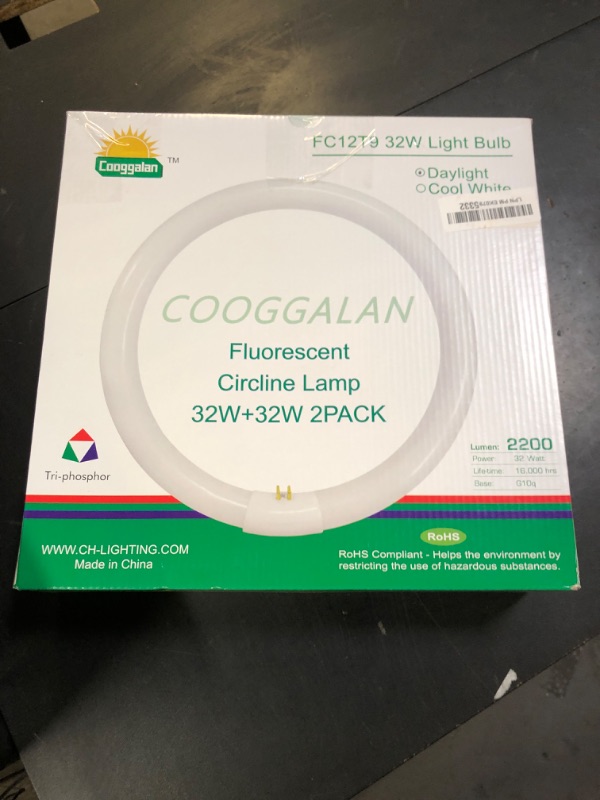 Cooggalan TM
FC12T9 32W Light Bulb
Daylight
Cool White
COOGGALAN
Fluorescent
Circline Lamp
32W+32W 2PACK
Tri-phosphor
Lumen: 2200
Power: 32 Watt
Lifetime: 16,000 hrs
Base: G10q
RoHS
WWW.CH-LIGHTING.COM
Made in China
RoHS Compliant - Helps the environment by
restricting the use of hazardous substances.